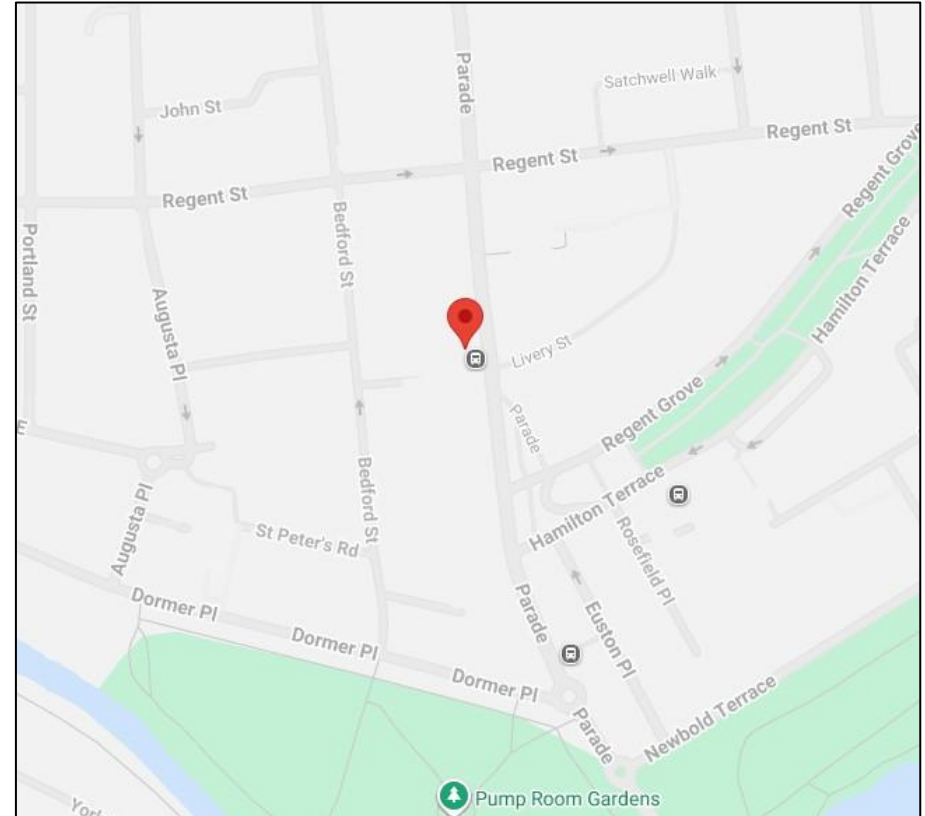 Parade
Satchwell Walk
John St
Regent St
Regent St
Regent St
Regent Grove
Portland St
Bedford St
Augusta Pl
Hamilton Terrace
Livery St
Parade
Regent Grove
Bedford St
Augusta Pl
St Peter's Rd
Hamilton Terrace
Rosefield Pl
Dormer Pl
Dormer Pl
Dormer Pl
Parade
Euston Pl
Newbold Terrace
Parade
Pump Room Gardens